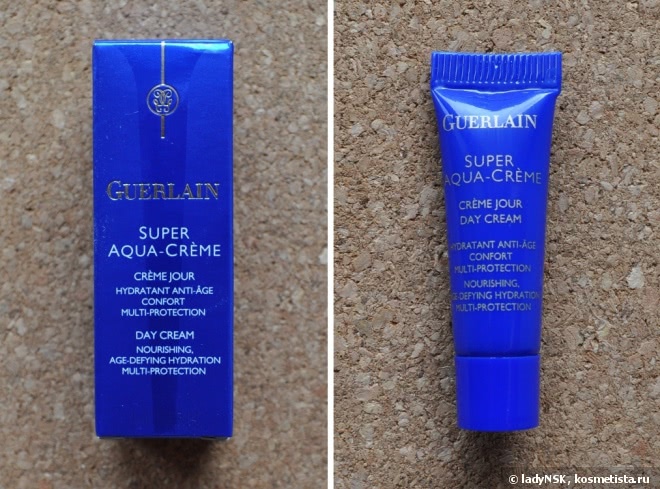 GUERLAIN
SUPER
AQUA-CRÈME
CRÈME JOUR
HYDRATANT ANTI-ÂGE
CONFORT
MULTI-PROTECTION
DAY CREAM
NOURISHING,
AGE-DEFYING HYDRATION
MULTI-PROTECTION
GUERLAIN
SUPER
AQUA-CRÈME
CRÈME JOUR
DAY CREAM
HYDRATANT ANTI-ÂGE
CONFORT
MULTI-PROTECTION
NOURISHING,
AGE-DEFYING HYDRATION
MULTI-PROTECTION
© ladyNSK, kosmetista.ru